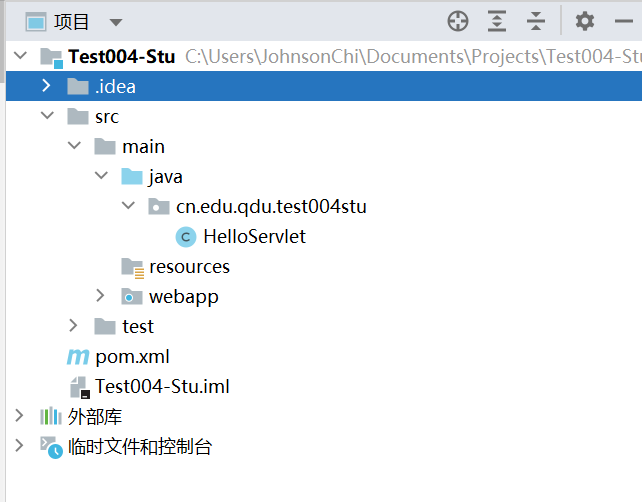 项目
Test004-Stu C:\Users\JohnsonChi\Documents\Projects\Test004-Stu
.idea
src
main
java
cn.edu.qdu.test004stu
HelloServlet
resources
webapp
test
pom.xml
Test004-Stu.iml
外部库
临时文件和控制台